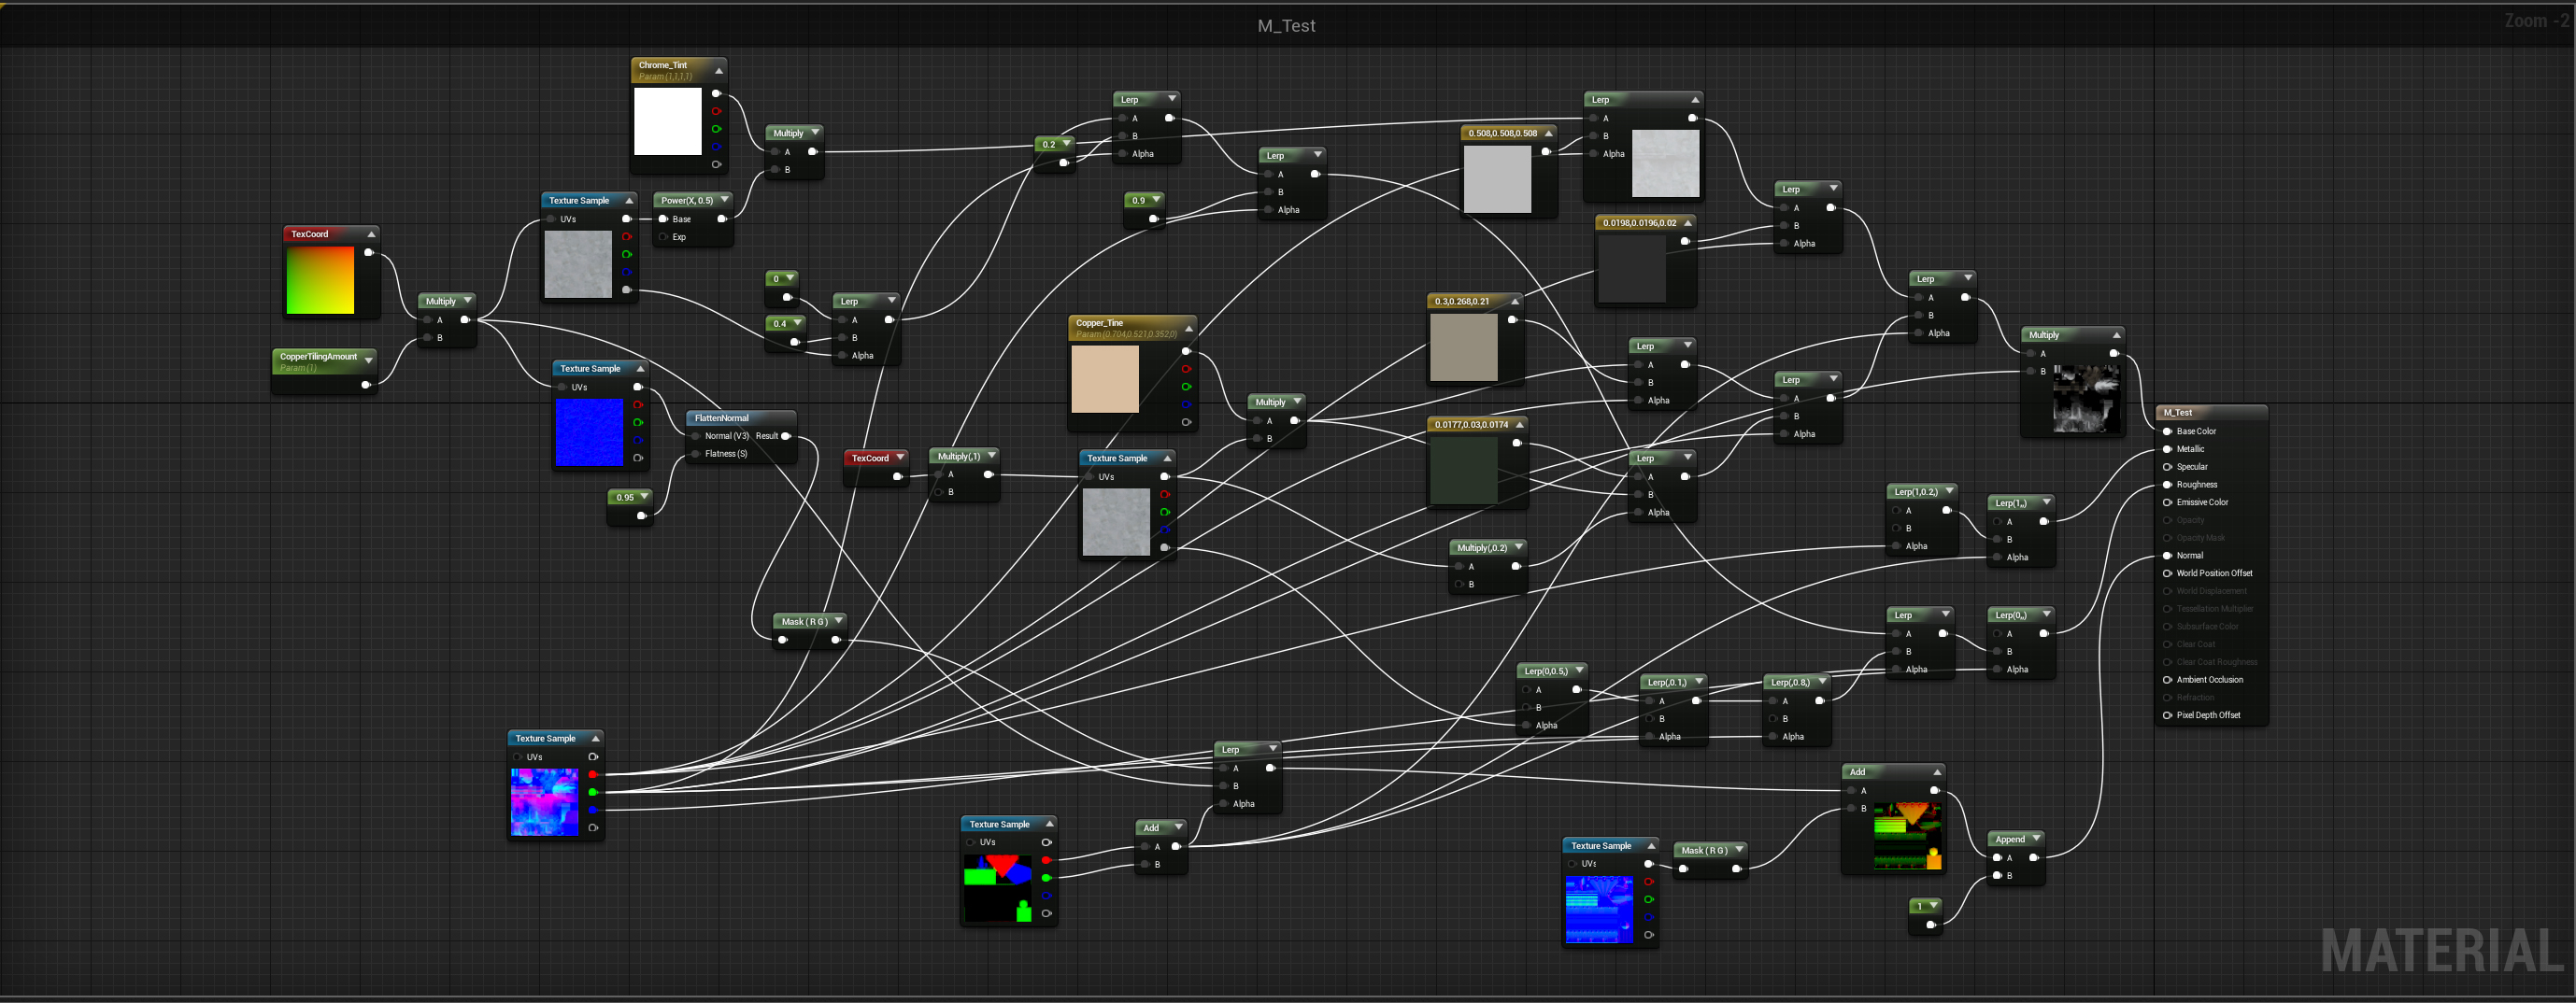 M_Test
Zoom -2
Chrome_Tint
Param (1,1,1,1)
Multiply
A
B
Texture Sample
UVs
Power(X, 0.5)
Base
Exp
TexCoord
Multiply
A
B
CopperTilingAmount
Param (1)
0
0.4
Lerp
A
B
Alpha
Texture Sample
UVs
FlattenNormal
Normal (V3) Result
Flatness (S)
0.95
0.2
Lerp
A
B
Alpha
0.9
Lerp
A
B
Alpha
Copper_Tine
Param (0.704,0.521,0.352,0)
Multiply
A
B
TexCoord
Multiply(,1)
A
B
Texture Sample
UVs
Mask ( R G )
0.508,0.508,0.508
Lerp
A
B
Alpha
0.0198,0.0196,0.02
Lerp
A
B
Alpha
0.3,0.268,0.21
Lerp
A
B
Alpha
0.0177,0.03,0.0174
Lerp
A
B
Alpha
Lerp
A
B
Alpha
Lerp
A
B
Alpha
Multiply
A
B
Multiply(,0.2)
A
B
Lerp(1,0.2,)
A
B
Alpha
Lerp(1,,)
A
B
Alpha
Lerp
A
B
Alpha
Lerp(0,,)
A
B
Alpha
Lerp(0,0.5,)
A
B
Alpha
Lerp(,0.1,)
A
B
Alpha
Lerp(,0.8,)
A
B
Alpha
Texture Sample
UVs
Lerp
A
B
Alpha
Texture Sample
UVs
Add
A
B
Texture Sample
UVs
Mask ( R G )
Add
A
B
Append
A
B
1
M_Test
Base Color
Metallic
Specular
Roughness
Emissive Color
Opacity
Opacity Mask
Normal
World Position Offset
World Displacement
Tessellation Multiplier
Subsurface Color
Clear Coat
Clear Coat Roughness
Ambient Occlusion
Refraction
Pixel Depth Offset
MATERIAL